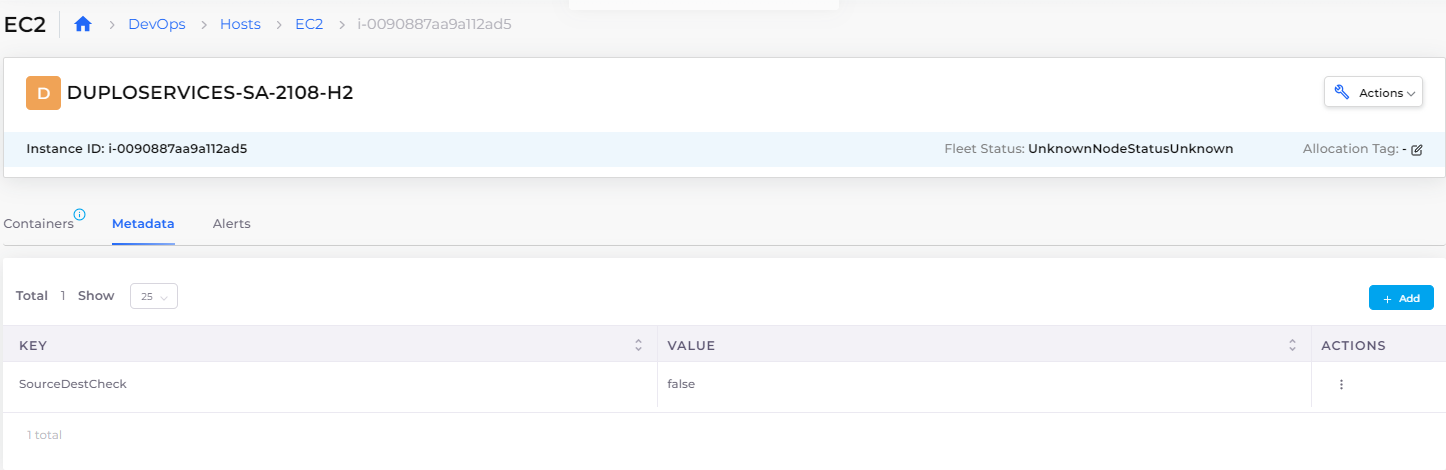 EC2 > DevOps > Hosts > EC2 > i-0090887aa9a112ad5
D DUPLOSERVICES-SA-2108-H2 Actions
Instance ID: i-0090887aa9a112ad5 Fleet Status: UnknownNodeStatusUnknown Allocation Tag: -
Containers Metadata Alerts
Total 1 Show 25 + Add
KEY VALUE ACTIONS
SourceDestCheck false
1 total